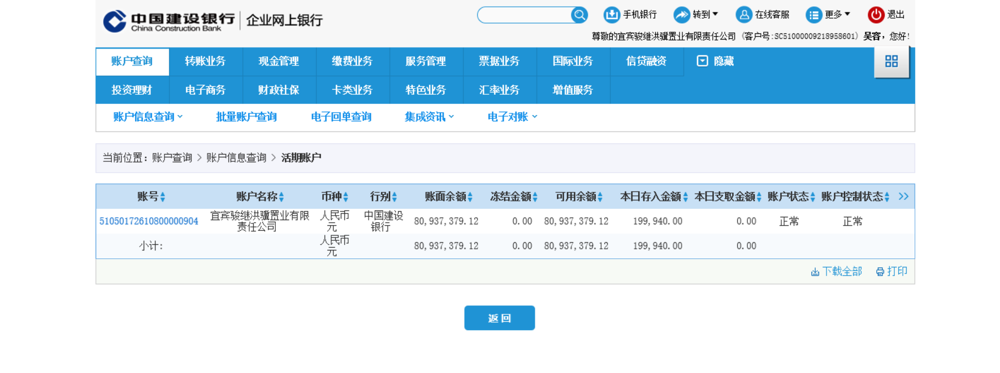 中国建设银行
China Construction Bank
企业网上银行
手机银行 转到 在线客服 更多 退出
尊敬的宜宾骏继洪骥置业有限责任公司（客户号:SC51000009218958601）吴容，您好!
账户查询 转账业务 现金管理 缴费业务 服务管理 票据业务 国际业务 信贷融资 隐藏
投资理财 电子商务 财政社保 卡类业务 特色业务 汇率业务 增值服务
账户信息查询 批量账户查询 电子回单查询 集成资讯 电子对账
当前位置：账户查询 > 账户信息查询 > 活期账户
账号 账户名称 币种 行别 账面余额 冻结金额 可用余额 本日存入金额 本日支取金额 账户状态 账户控制状态 >>
51050172610800000904 宜宾骏继洪骥置业有限责任公司 人民币元 中国建设银行 80,937,379.12 0.00 80,937,379.12 199,940.00 0.00 正常 正常
小计: 人民币元 80,937,379.12 0.00 80,937,379.12 199,940.00 0.00
下载全部 打印
返回